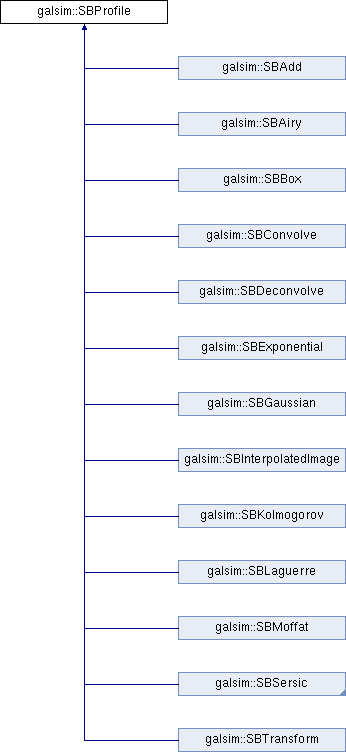 galsim::SBProfile
galsim::SBAdd
galsim::SBAiry
galsim::SBBox
galsim::SBConvolve
galsim::SBDeconvolve
galsim::SBExponential
galsim::SBGaussian
galsim::SBInterpolatedImage
galsim::SBKolmogorov
galsim::SBLaguerre
galsim::SBMoffat
galsim::SBSersic
galsim::SBTransform